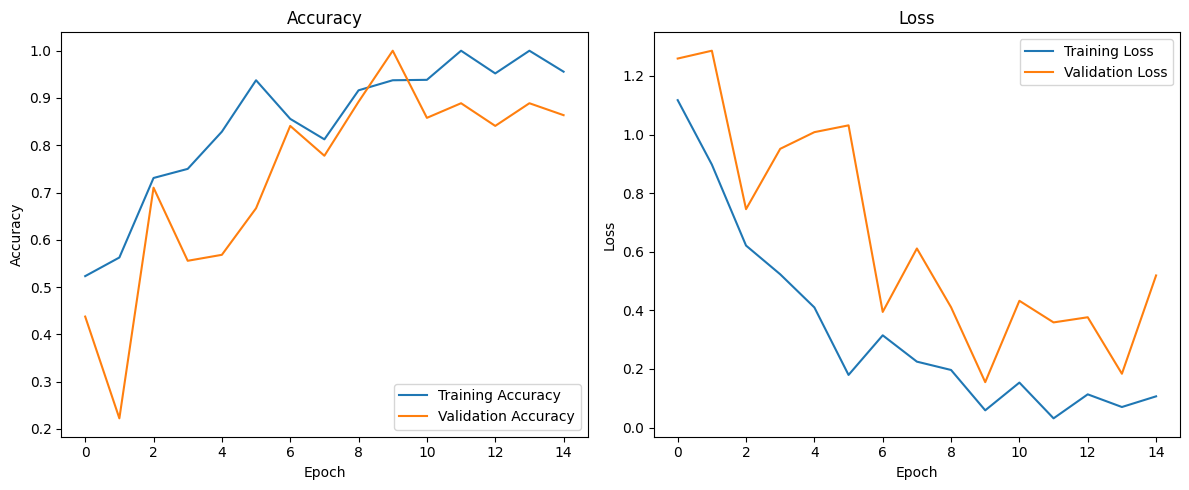 Accuracy
1.0
0.9
0.8
0.7
0.6
0.5
0.4
0.3
0.2
Accuracy
Training Accuracy
Validation Accuracy
0 2 4 6 8 10 12 14
Epoch
Loss
Training Loss
Validation Loss
1.2
1.0
0.8
0.6
0.4
0.2
0.0
Loss
0 2 4 6 8 10 12 14
Epoch